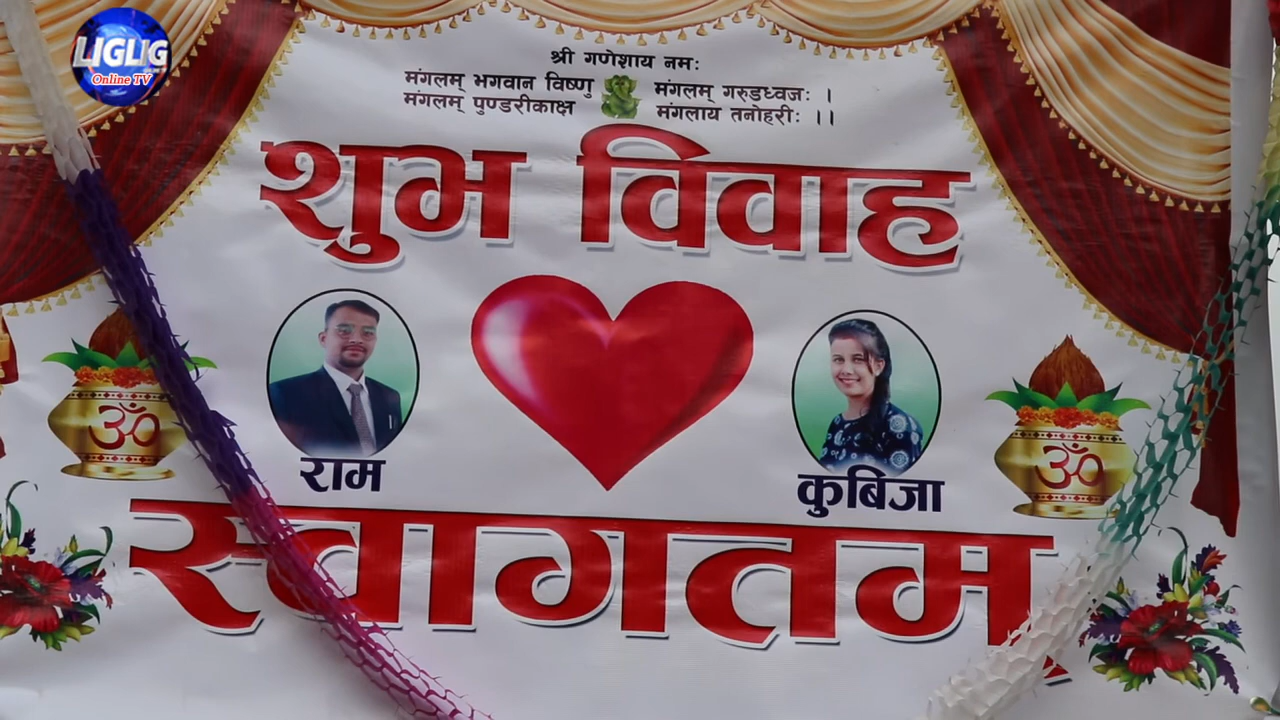 LIGLIG
Online TV
श्री गणेशाय नमः
मंगलम् भगवान विष्णु मंगलम् गरुडध्वजः ।
मंगलम् पुण्डरीकाक्ष मंगलाय तनोहरीः ।।
शुभ विवाह
ॐ
ॐ
राम
कुबिजा
स्वागतम्